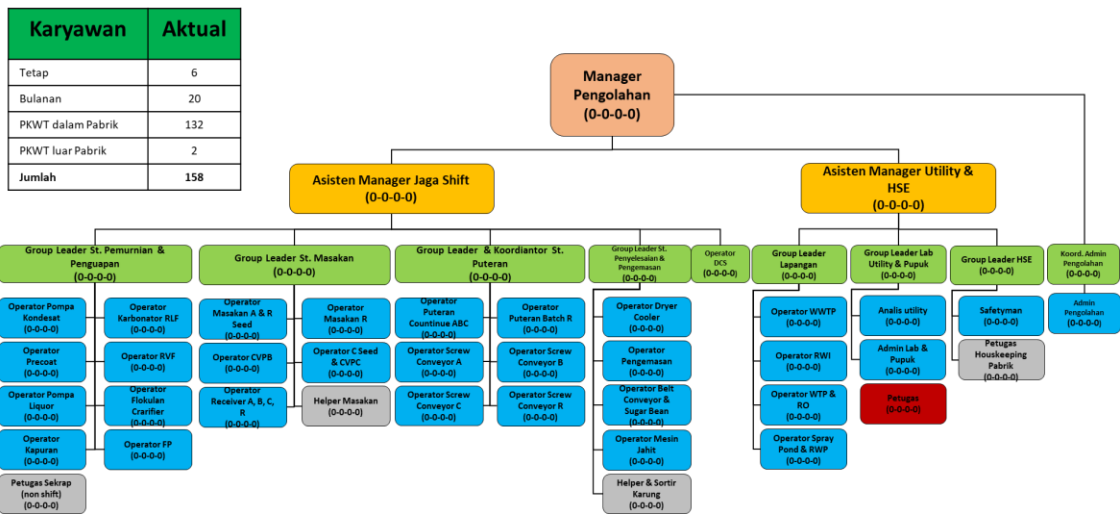 Karyawan Aktual
Tetap 6
Bulanan 20
PKWT dalam Pabrik 132
PKWT luar Pabrik 2
Jumlah 158
Manager
Pengolahan
(0-0-0-0)
Asisten Manager Jaga Shift
(0-0-0-0)
Asisten Manager Utility &
HSE
(0-0-0-0)
Group Leader St. Pemurnian &
Penguapan
(0-0-0-0)
Group Leader St. Masakan
(0-0-0-0)
Group Leader & Koordiantor St.
Puteran
(0-0-0-0)
Group Leader St.
Penyelesaian &
Pengemasan
(0-0-0-0)
Operator
DCS
(0-0-0-0)
Group Leader
Lapangan
(0-0-0-0)
Group Leader Lab
Utility & Pupuk
(0-0-0-0)
Group Leader HSE
(0-0-0-0)
Koord. Admin
Pengolahan
(0-0-0-0)
Operator Pompa
Kondesat
(0-0-0-0)
Operator
Precoat
(0-0-0-0)
Operator Pompa
Liquor
(0-0-0-0)
Operator
Kapuran
(0-0-0-0)
Petugas Sekrap
(non shift)
(0-0-0-0)
Operator
Karbonator RLF
(0-0-0-0)
Operator RVF
(0-0-0-0)
Operator
Flokulan
Crarifier
(0-0-0-0)
Operator FP
(0-0-0-0)
Operator
Masakan A & R
Seed
(0-0-0-0)
Operator CVPB
(0-0-0-0)
Operator
Receiver A, B, C,
R
(0-0-0-0)
Operator
Masakan R
(0-0-0-0)
Operator C Seed
& CVPC
(0-0-0-0)
Helper Masakan
(0-0-0-0)
Operator
Puteran
Countinue ABC
(0-0-0-0)
Operator Screw
Conveyor A
(0-0-0-0)
Operator Screw
Conveyor C
(0-0-0-0)
Operator
Puteran Batch R
(0-0-0-0)
Operator Screw
Conveyor B
(0-0-0-0)
Operator Screw
Conveyor R
(0-0-0-0)
Operator Dryer
Cooler
(0-0-0-0)
Operator
Pengemasan
(0-0-0-0)
Operator Belt
Conveyor &
Sugar Bean
(0-0-0-0)
Operator Mesin
Jahit
(0-0-0-0)
Helper & Sortir
Karung
(0-0-0-0)
Operator WWTP
(0-0-0-0)
Operator RWI
(0-0-0-0)
Operator WTP &
RO
(0-0-0-0)
Operator Spray
Pond & RWP
(0-0-0-0)
Analis utility
(0-0-0-0)
Admin Lab &
Pupuk
(0-0-0-0)
Petugas
(0-0-0-0)
Safetyman
(0-0-0-0)
Petugas
Houskeeping
Pabrik
(0-0-0-0)
Admin
Pengolahan
(0-0-0-0)